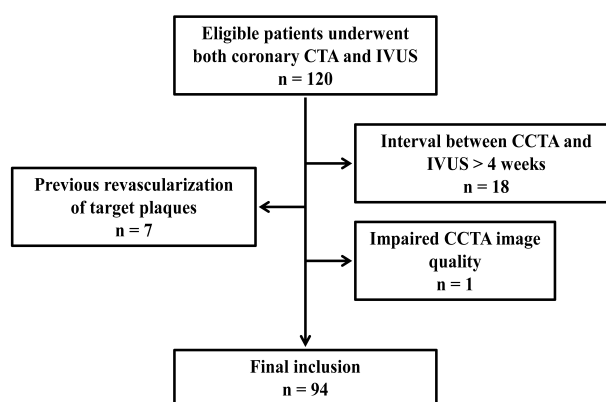 Eligible patients underwent
both coronary CTA and IVUS
n = 120
Interval between CCTA and
IVUS > 4 weeks
n = 18
Previous revascularization
of target plaques
n = 7
Impaired CCTA image
quality
n = 1
Final inclusion
n = 94